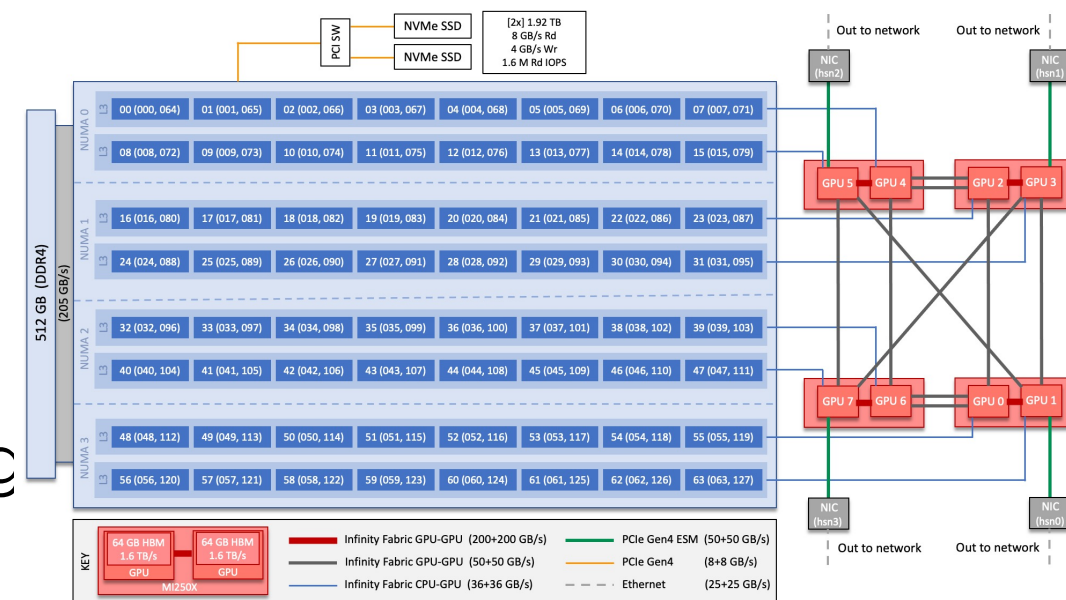 NVMe SSD
PCI SW
NVMe SSD
[2x] 1.92 TB
8 GB/s Rd
4 GB/s Wr
1.6 M Rd IOPS
Out to network
Out to network
NIC
(hsn2)
NIC
(hsn1)
512 GB (DDR4)
(205 GB/s)
NUMA 0
L3
00 (000, 064) 01 (001, 065) 02 (002, 066) 03 (003, 067) 04 (004, 068) 05 (005, 069) 06 (006, 070) 07 (007, 071)
L3
08 (008, 072) 09 (009, 073) 10 (010, 074) 11 (011, 075) 12 (012, 076) 13 (013, 077) 14 (014, 078) 15 (015, 079)
NUMA 1
L3
16 (016, 080) 17 (017, 081) 18 (018, 082) 19 (019, 083) 20 (020, 084) 21 (021, 085) 22 (022, 086) 23 (023, 087)
L3
24 (024, 088) 25 (025, 089) 26 (026, 090) 27 (027, 091) 28 (028, 092) 29 (029, 093) 30 (030, 094) 31 (031, 095)
NUMA 2
L3
32 (032, 096) 33 (033, 097) 34 (034, 098) 35 (035, 099) 36 (036, 100) 37 (037, 101) 38 (038, 102) 39 (039, 103)
L3
40 (040, 104) 41 (041, 105) 42 (042, 106) 43 (043, 107) 44 (044, 108) 45 (045, 109) 46 (046, 110) 47 (047, 111)
NUMA 3
L3
48 (048, 112) 49 (049, 113) 50 (050, 114) 51 (051, 115) 52 (052, 116) 53 (053, 117) 54 (054, 118) 55 (055, 119)
L3
56 (056, 120) 57 (057, 121) 58 (058, 122) 59 (059, 123) 60 (060, 124) 61 (061, 125) 62 (062, 126) 63 (063, 127)
GPU 5 GPU 4 GPU 2 GPU 3
GPU 7 GPU 6 GPU 0 GPU 1
NIC
(hsn3)
NIC
(hsn0)
Out to network
Out to network
KEY
64 GB HBM
1.6 TB/s
GPU
64 GB HBM
1.6 TB/s
GPU
MI250X
Infinity Fabric GPU-GPU (200+200 GB/s)
Infinity Fabric GPU-GPU (50+50 GB/s)
Infinity Fabric CPU-GPU (36+36 GB/s)
PCIe Gen4 ESM (50+50 GB/s)
PCIe Gen4 (8+8 GB/s)
Ethernet (25+25 GB/s)